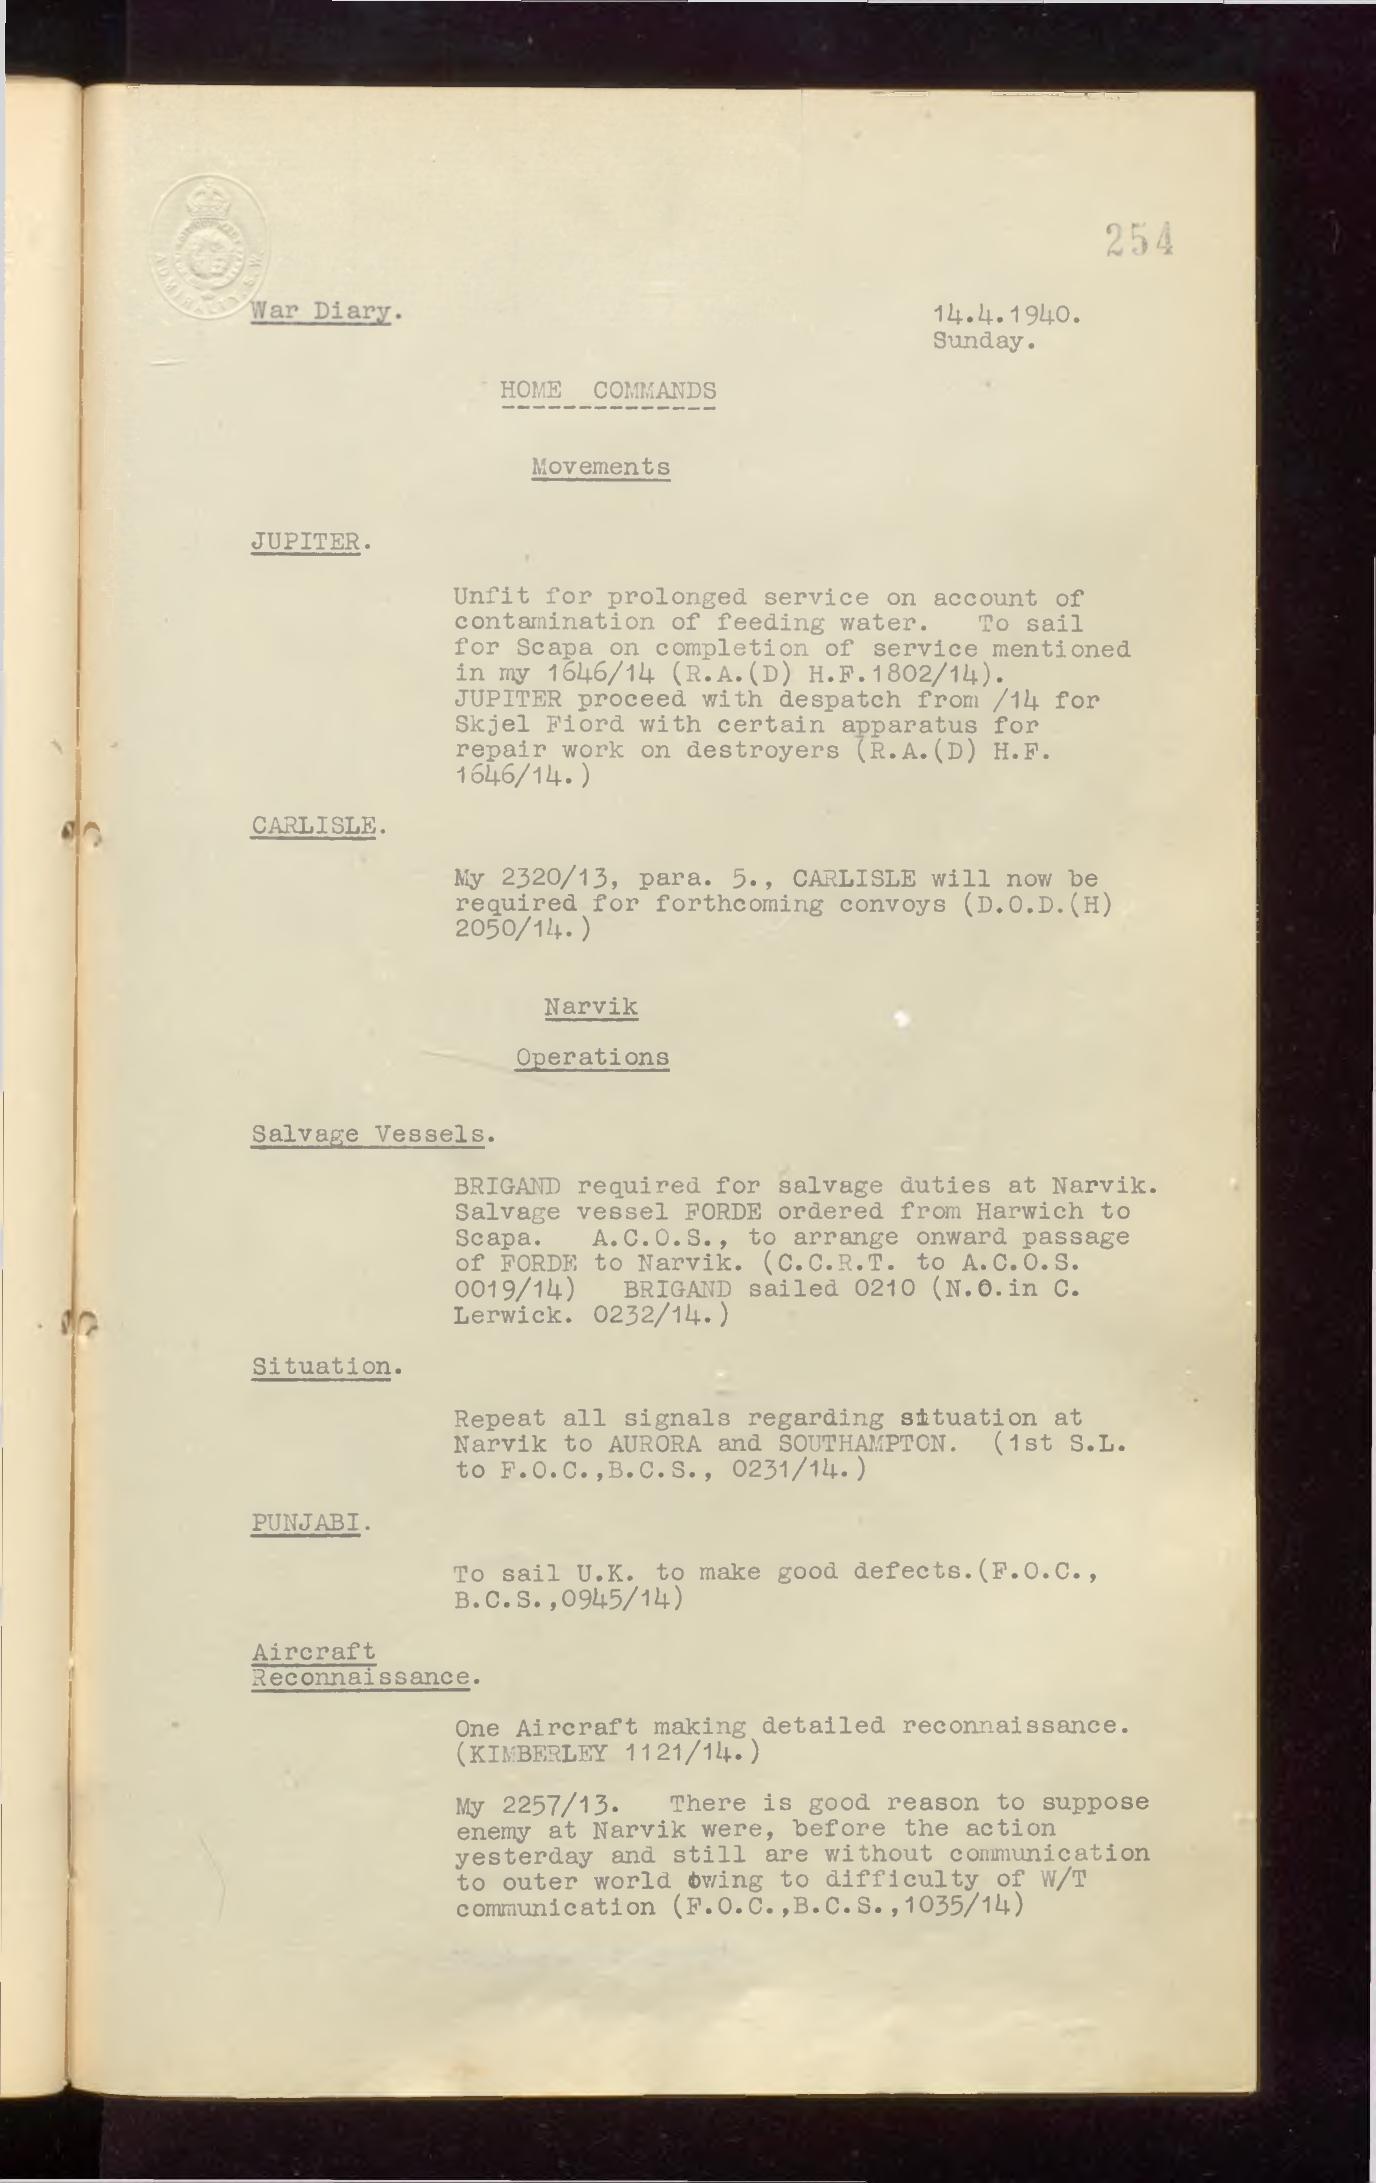 254
ADMIRALTY. S.W.
War Diary.
14.4.1940.
Sunday.
HOME COMMANDS
Movements
JUPITER.
Unfit for prolonged service on account of
contamination of feeding water. To sail
for Scapa on completion of service mentioned
in my 1646/14 (R.A.(D) H.F.1802/14).
JUPITER proceed with despatch from /14 for
Skjel Fiord with certain apparatus for
repair work on destroyers (R.A.(D) H.F.
1646/14.)
CARLISLE.
My 2320/13, para. 5., CARLISLE will now be
required for forthcoming convoys (D.O.D.(H)
2050/14.)
Narvik
Operations
Salvage Vessels.
BRIGAND required for salvage duties at Narvik.
Salvage vessel FORDE ordered from Harwich to
Scapa. A.C.O.S., to arrange onward passage
of FORDE to Narvik. (C.C.R.T. to A.C.O.S.
0019/14) BRIGAND sailed 0210 (N.O.in C.
Lerwick. 0232/14.)
Situation.
Repeat all signals regarding situation at
Narvik to AURORA and SOUTHAMPTON. (1st S.L.
to F.O.C.,B.C.S., 0231/14.)
PUNJABI.
To sail U.K. to make good defects.(F.O.C.,
B.C.S.,0945/14)
Aircraft
Reconnaissance.
One Aircraft making detailed reconnaissance.
(KIMBERLEY 1121/14.)
My 2257/13. There is good reason to suppose
enemy at Narvik were, before the action
yesterday and still are without communication
to outer world owing to difficulty of W/T
communication (F.O.C.,B.C.S.,1035/14)